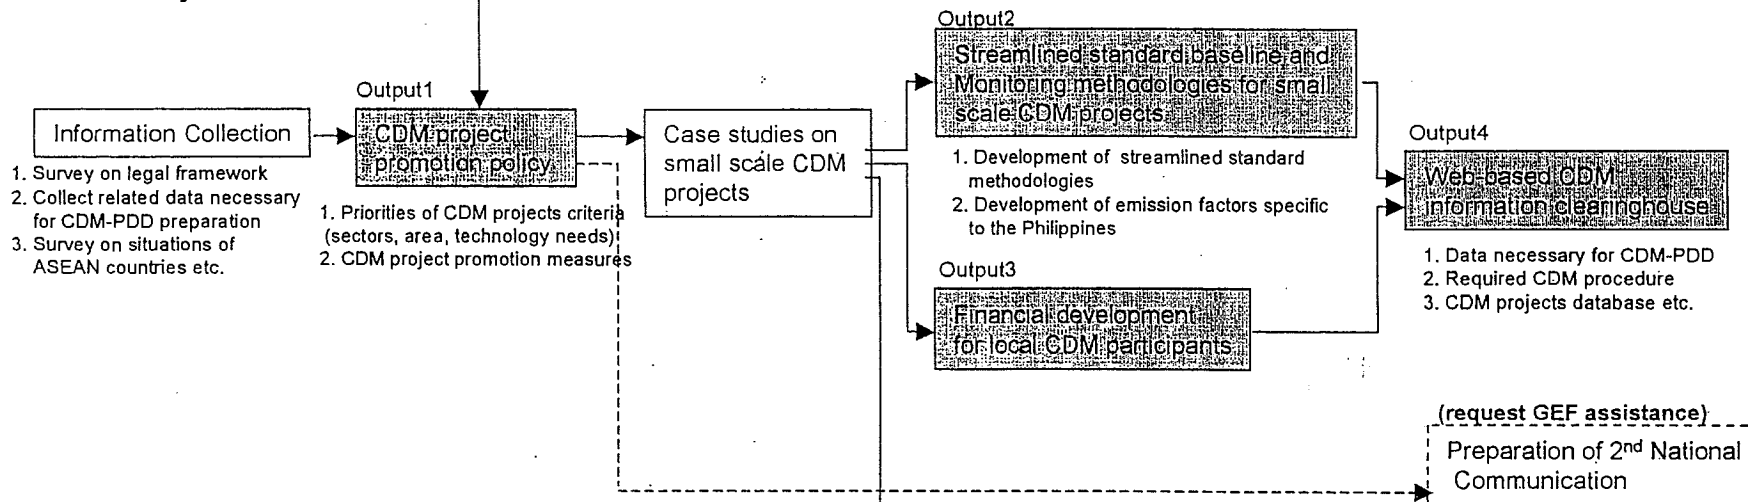 Output2
Streamlined standard baseline and
Monitoring methodologies for small
scale CDM projects
Output1
Information Collection
CDM project
promotion policy
Case studies on
small scale CDM
projects
Output4
Web-based CDM
information clearinghouse
1. Survey on legal framework
2. Collect related data necessary
for CDM-PDD preparation
3. Survey on situations of
ASEAN countries etc.
1. Priorities of CDM projects criteria
(sectors, area, technology needs)
2. CDM project promotion measures
1. Development of streamlined standard
methodologies
2. Development of emission factors specific
to the Philippines
Output3
Financial development
for local CDM participants
1. Data necessary for CDM-PDD
2. Required CDM procedure
3. CDM projects database etc.
(request GEF assistance)
Preparation of 2nd National
Communication